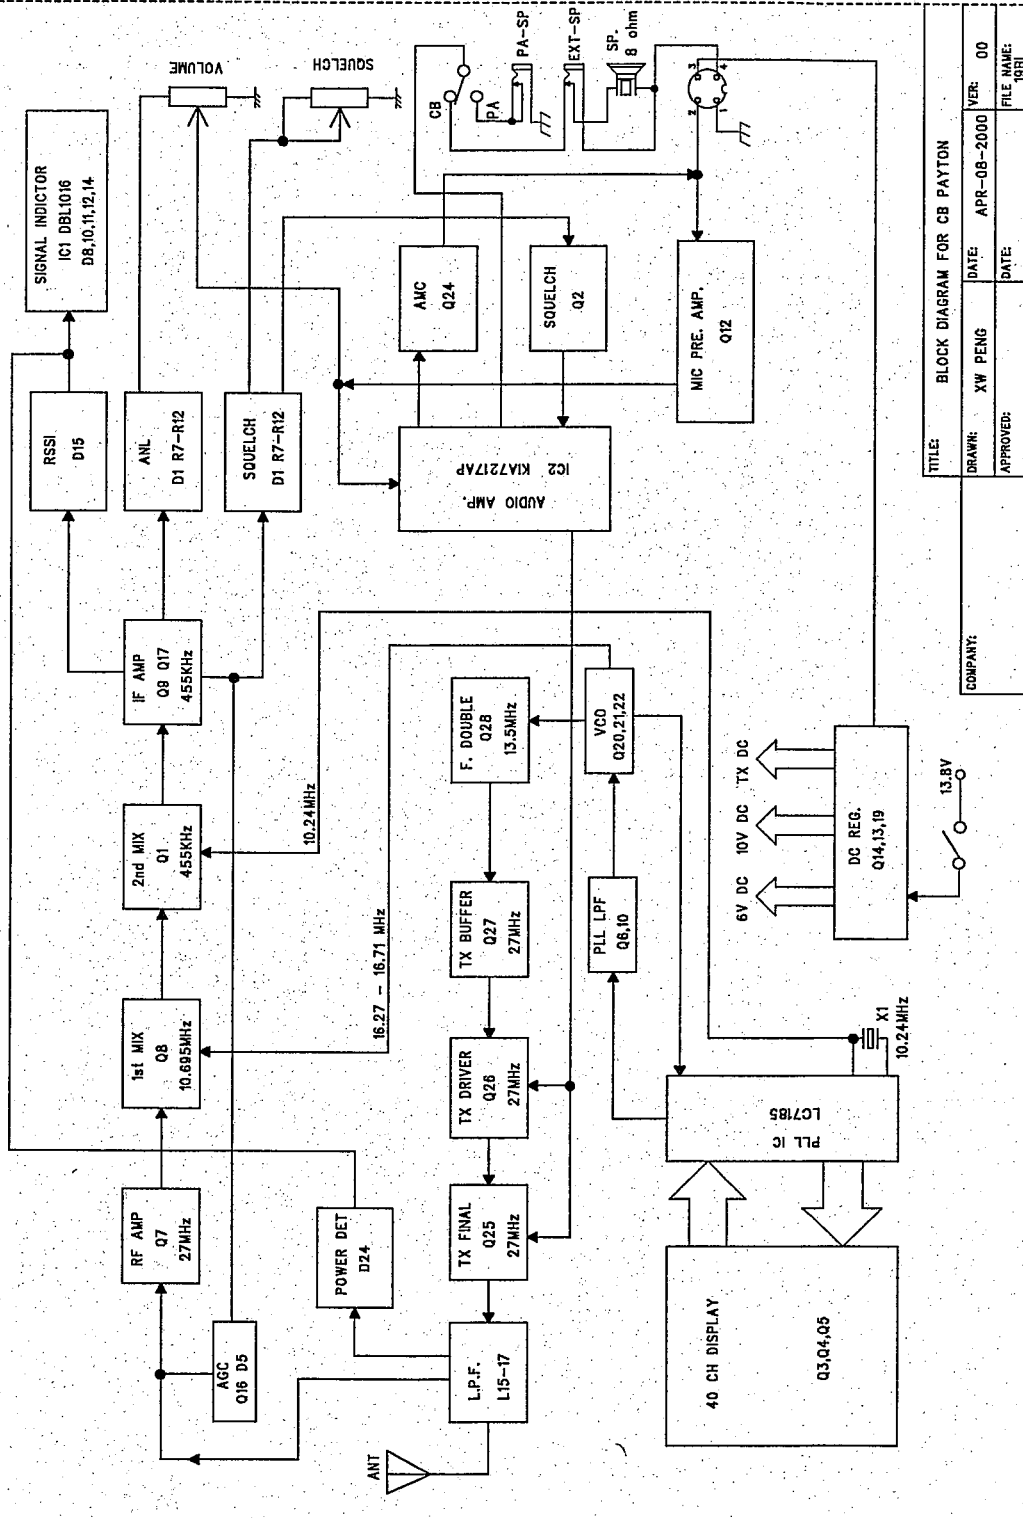 SIGNAL INDICTOR
IC1 DBL1016
D8,10,11,12,14
VOLUME
SQUELCH
CB
PA
PA-SP
EXT-SP
SP.
8 ohm
1
2
3
4
RSSI
D15
ANL
D1 R7-R12
SQUELCH
D1 R7-R12
AMC
Q24
SQUELCH
Q2
MIC PRE. AMP.
Q12
AUDIO AMP.
IC2 KIA7217AP
IF AMP
Q9 Q17
455KHz
2nd MIX
Q1
455KHz
10.24MHz
1st MIX
Q8
10.695MHz
16.27 - 16.71 MHz
RF AMP
Q7
27MHz
AGC
Q16 D5
POWER DET
D24
F. DOUBLE
Q28
13.5MHz
VCO
Q20,21,22
TX BUFFER
Q27
27MHz
PLL LPF
Q6,10
TX DRIVER
Q26
27MHz
TX FINAL
Q25
27MHz
L.P.F.
L15-17
ANT
PLL IC
LC7185
X1
10.24MHz
40 CH DISPLAY
Q3,Q4,Q5
6V DC
10V DC
TX DC
DC REG.
Q14,13,19
13.8V
TITLE:
BLOCK DIAGRAM FOR CB PAYTON
COMPANY:
DRAWN: XW PENG
DATE: APR-08-2000
VER: 00
APPROVED:
DATE:
FILE NAME: